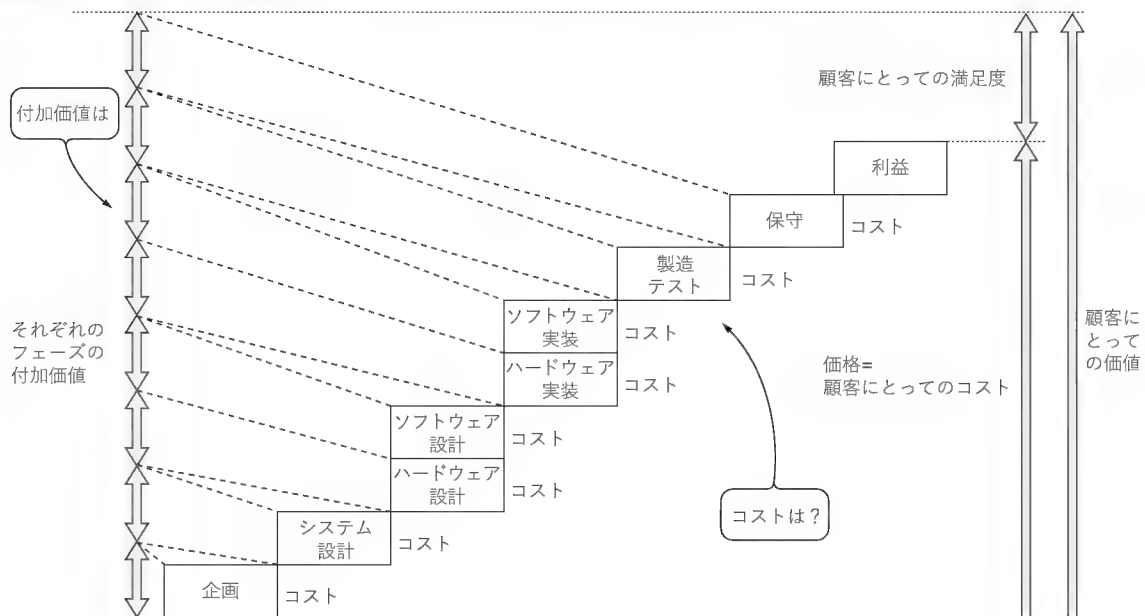 顧客にとっての満足度
付加価値は
利益
保守
コスト
製造
テスト
コスト
ソフトウェア
実装
コスト
ハードウェア
実装
コスト
それぞれの
フェーズの
付加価値
価格=
顧客にとってのコスト
顧客に
とって
の価値
ソフトウェア
設計
コスト
ハードウェア
設計
コスト
コストは？
システム
設計
コスト
企画
コスト